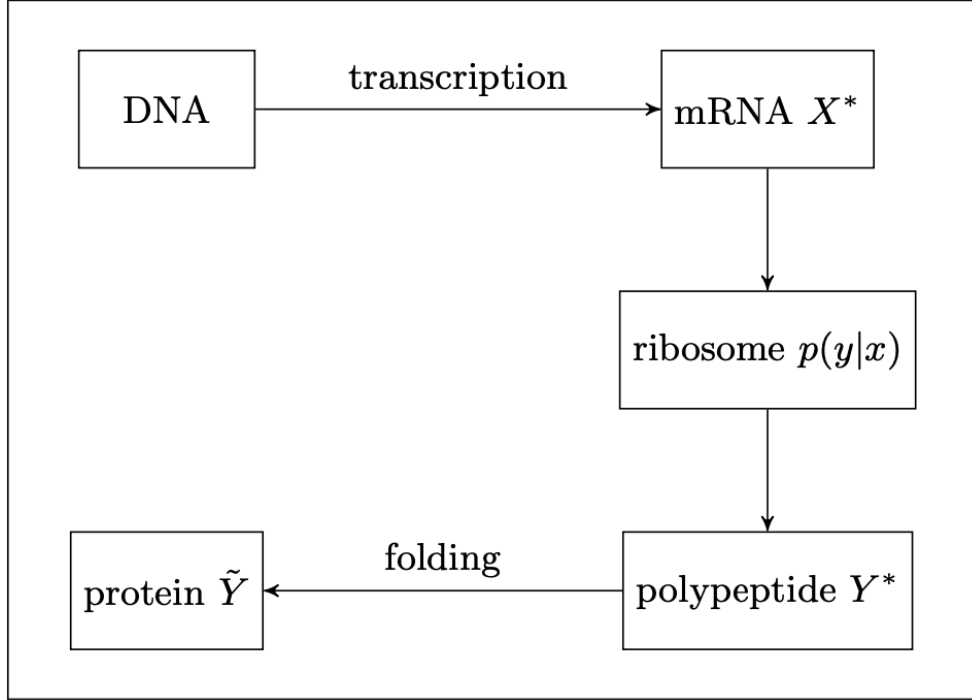 DNA
transcription
mRNA X*
ribosome p(y|x)
polypeptide Y*
folding
protein Ỹ